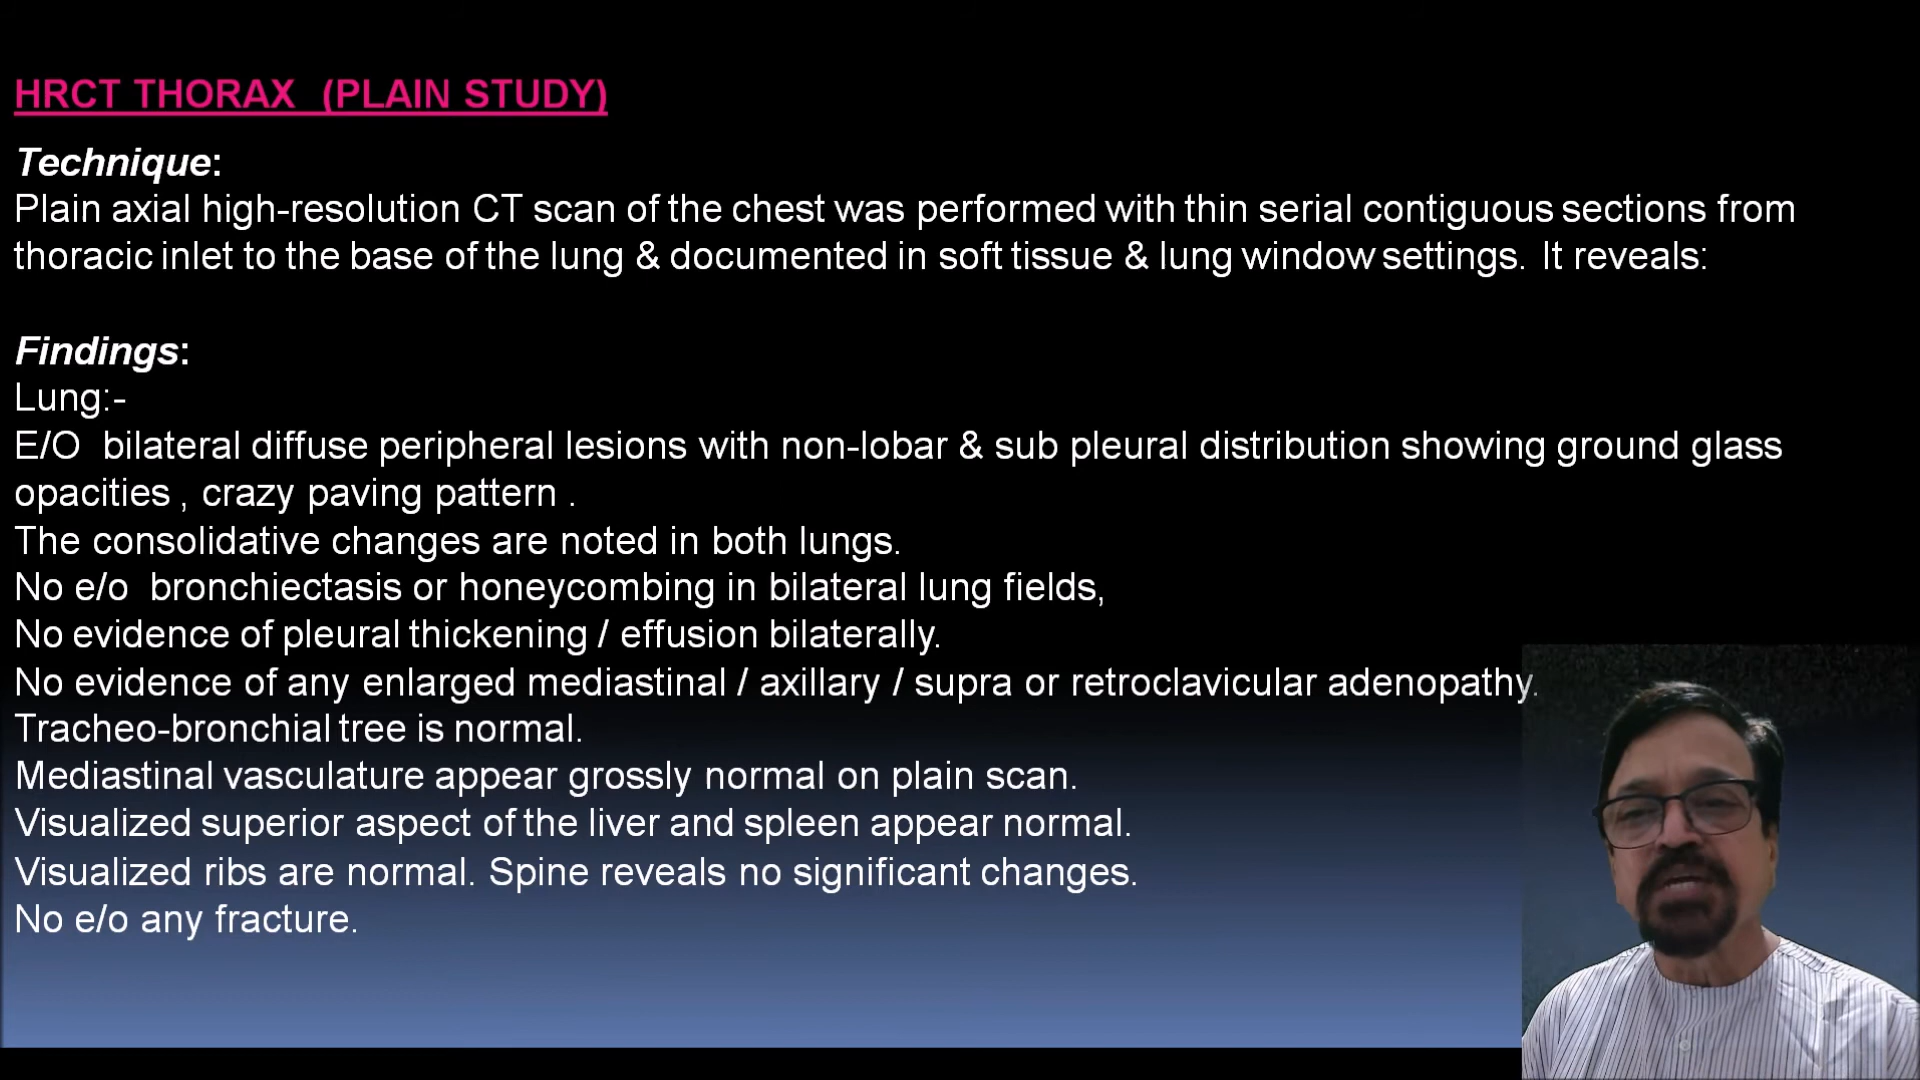 HRCT THORAX (PLAIN STUDY)
Technique:
Plain axial high-resolution CT scan of the chest was performed with thin serial contiguous sections from
thoracic inlet to the base of the lung & documented in soft tissue & lung window settings. It reveals:
Findings:
Lung:-
E/O bilateral diffuse peripheral lesions with non-lobar & sub pleural distribution showing ground glass
opacities , crazy paving pattern .
The consolidative changes are noted in both lungs.
No e/o bronchiectasis or honeycombing in bilateral lung fields,
No evidence of pleural thickening / effusion bilaterally.
No evidence of any enlarged mediastinal / axillary / supra or retroclavicular adenopathy.
Tracheo-bronchial tree is normal.
Mediastinal vasculature appear grossly normal on plain scan.
Visualized superior aspect of the liver and spleen appear normal.
Visualized ribs are normal. Spine reveals no significant changes.
No e/o any fracture.